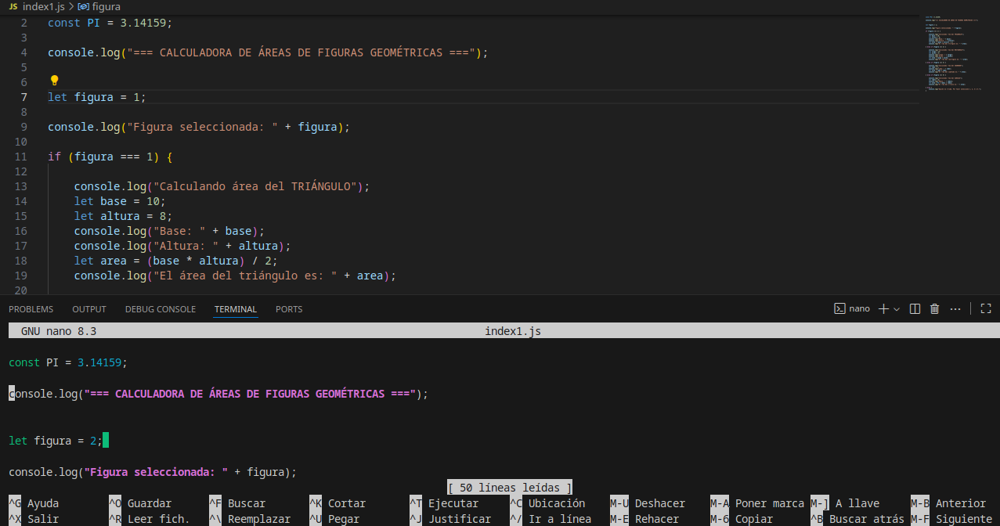 JS index1.js > figura
2 const PI = 3.14159;
3
4 console.log("=== CALCULADORA DE ÁREAS DE FIGURAS GEOMÉTRICAS ===");
5
6
7 let figura = 1;
8
9 console.log("Figura seleccionada: " + figura);
10
11 if (figura === 1) {
12
13 console.log("Calculando área del TRIÁNGULO");
14 let base = 10;
15 let altura = 8;
16 console.log("Base: " + base);
17 console.log("Altura: " + altura);
18 let area = (base * altura) / 2;
19 console.log("El área del triángulo es: " + area);
20
PROBLEMS OUTPUT DEBUG CONSOLE TERMINAL PORTS nano
GNU nano 8.3 index1.js
const PI = 3.14159;
console.log("=== CALCULADORA DE ÁREAS DE FIGURAS GEOMÉTRICAS ===");
let figura = 2;
console.log("Figura seleccionada: " + figura);
[ 50 líneas leídas ]
^G Ayuda ^O Guardar ^F Buscar ^K Cortar ^T Ejecutar ^C Ubicación M-U Deshacer M-A Poner marca M-] A llave M-B Anterior
^X Salir ^R Leer fich. ^\ Reemplazar ^U Pegar ^J Justificar ^/ Ir a línea M-E Rehacer M-6 Copiar ^B Buscar atrás M-F Siguiente